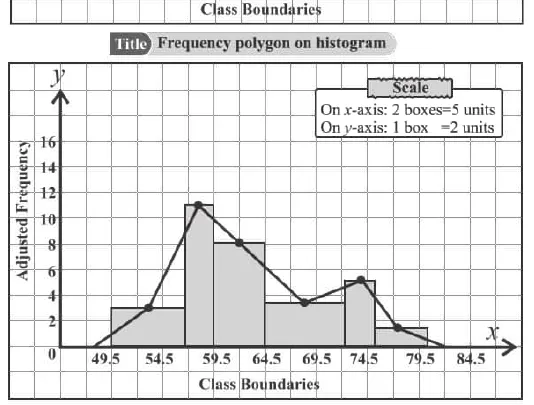 Class Boundaries
Title Frequency polygon on histogram
y
Scale
On x-axis: 2 boxes=5 units
On y-axis: 1 box =2 units
Adjusted Frequency
16
14
12
10
8
6
4
2
0
x
49.5 54.5 59.5 64.5 69.5 74.5 79.5 84.5
Class Boundaries